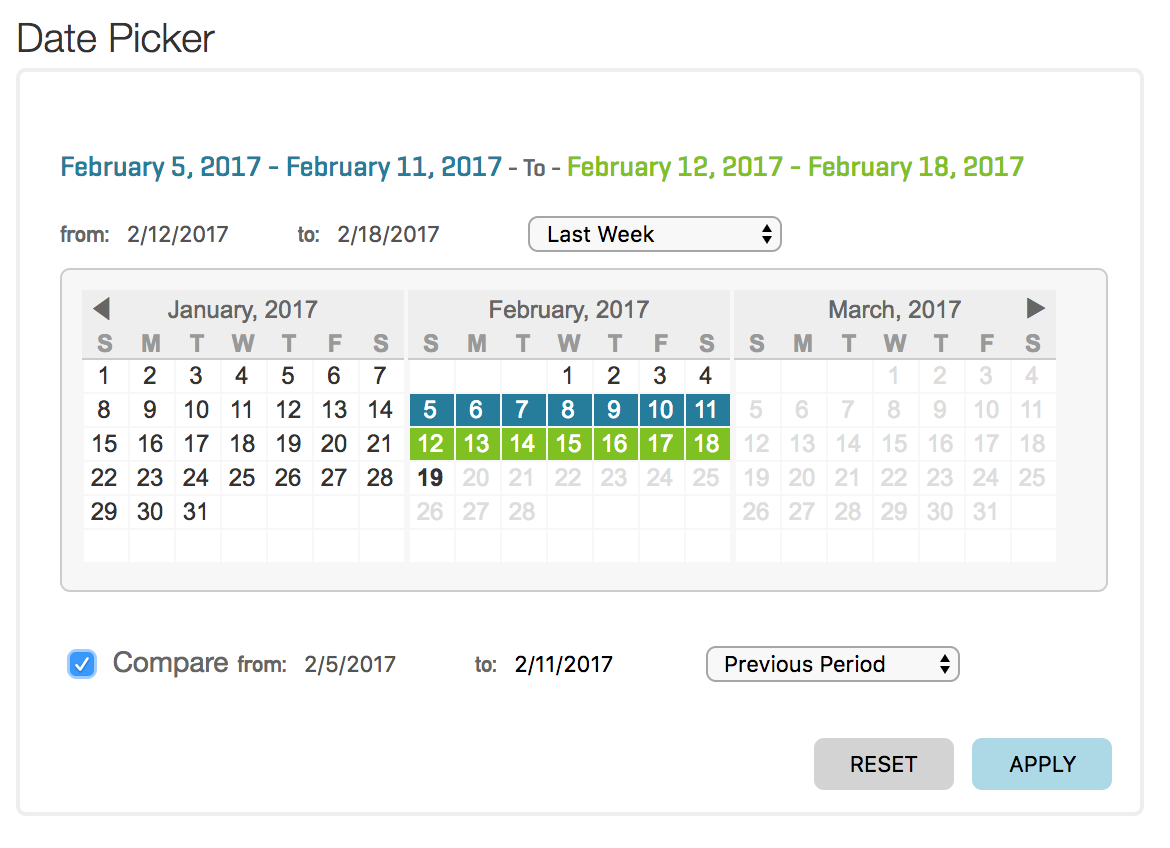 Date Picker
February 5, 2017 - February 11, 2017 - To - February 12, 2017 - February 18, 2017
from: 2/12/2017 to: 2/18/2017 Last Week
January, 2017 February, 2017 March, 2017
S M T W T F S S M T W T F S S M T W T F S
1 2 3 4 5 6 7 1 2 3 4 1 2 3 4
8 9 10 11 12 13 14 5 6 7 8 9 10 11 5 6 7 8 9 10 11
15 16 17 18 19 20 21 12 13 14 15 16 17 18 12 13 14 15 16 17 18
22 23 24 25 26 27 28 19 20 21 22 23 24 25 19 20 21 22 23 24 25
29 30 31 26 27 28 26 27 28 29 30 31
Compare from: 2/5/2017 to: 2/11/2017 Previous Period
RESET APPLY